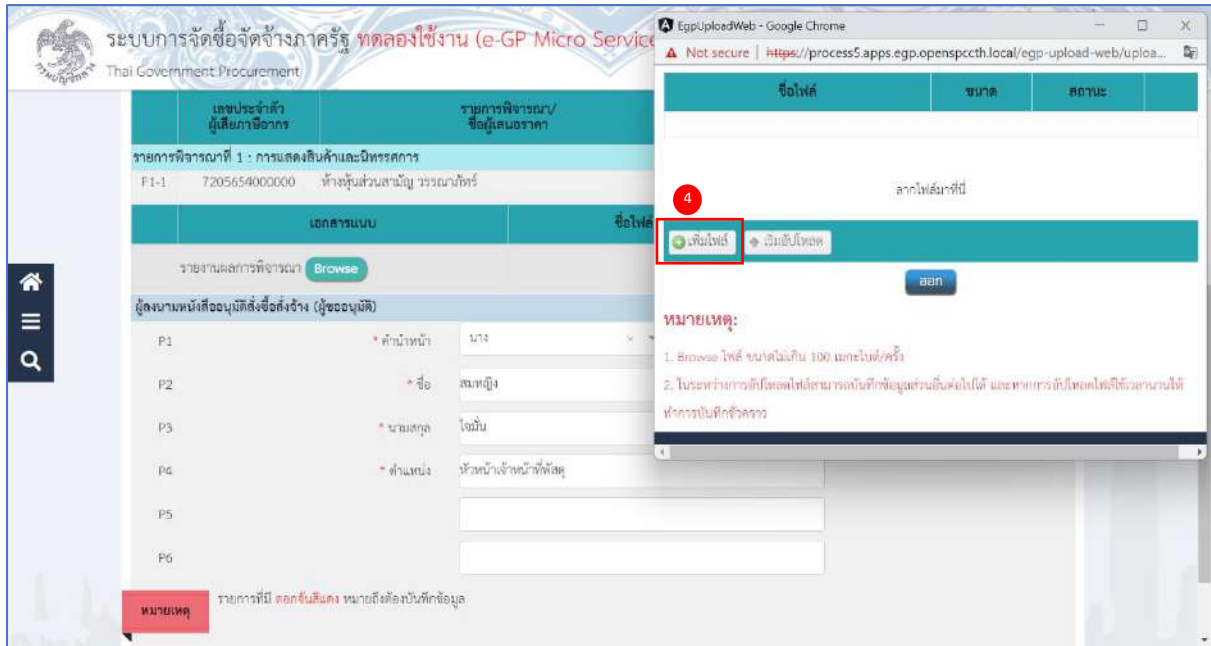 ระบบการจัดซื้อจัดจ้างภาครัฐ ทดลองใช้งาน (e-GP Micro Service
Thai Government Procurement
กรมบัญชีกลาง
เลขประจำตัว
ผู้เสียภาษีอากร
รายการพิจารณา/
ชื่อผู้เสนอราคา
รายการพิจารณาที่ 1 : การแสดงสินค้าและนิทรรศการ
F1-1 7205654000000 ห้างหุ้นส่วนสามัญ วรรณาภัทร์
เอกสารแนบ ชื่อไฟล์
รายงานผลการพิจารณา Browse
ผู้ลงนามหนังสืออนุมัติสั่งซื้อสั่งจ้าง (ผู้ขออนุมัติ)
P1 * คำนำหน้า นาง ×
P2 * ชื่อ สมหญิง
P3 * นามสกุล ใจมั่น
P4 * ตำแหน่ง หัวหน้าเจ้าหน้าที่พัสดุ
P5
P6
หมายเหตุ รายการที่มี ดอกจันสีแดง หมายถึงต้องบันทึกข้อมูล
EgpUploadWeb - Google Chrome
Not secure | https://process5.apps.egp.openspccth.local/egp-upload-web/uploa...
ชื่อไฟล์ ขนาด สถานะ
ลากไฟล์มาที่นี่
4
เพิ่มไฟล์ เริ่มอัปโหลด
ออก
หมายเหตุ:
1. Browse ไฟล์ ขนาดไม่เกิน 100 เมกะไบต์/ครั้ง
2. ในระหว่างการอัปโหลดไฟล์สามารถบันทึกข้อมูลส่วนอื่นต่อไปได้ และหากการอัปโหลดไฟล์ใช้เวลานานให้
ทำการบันทึกชั่วคราว